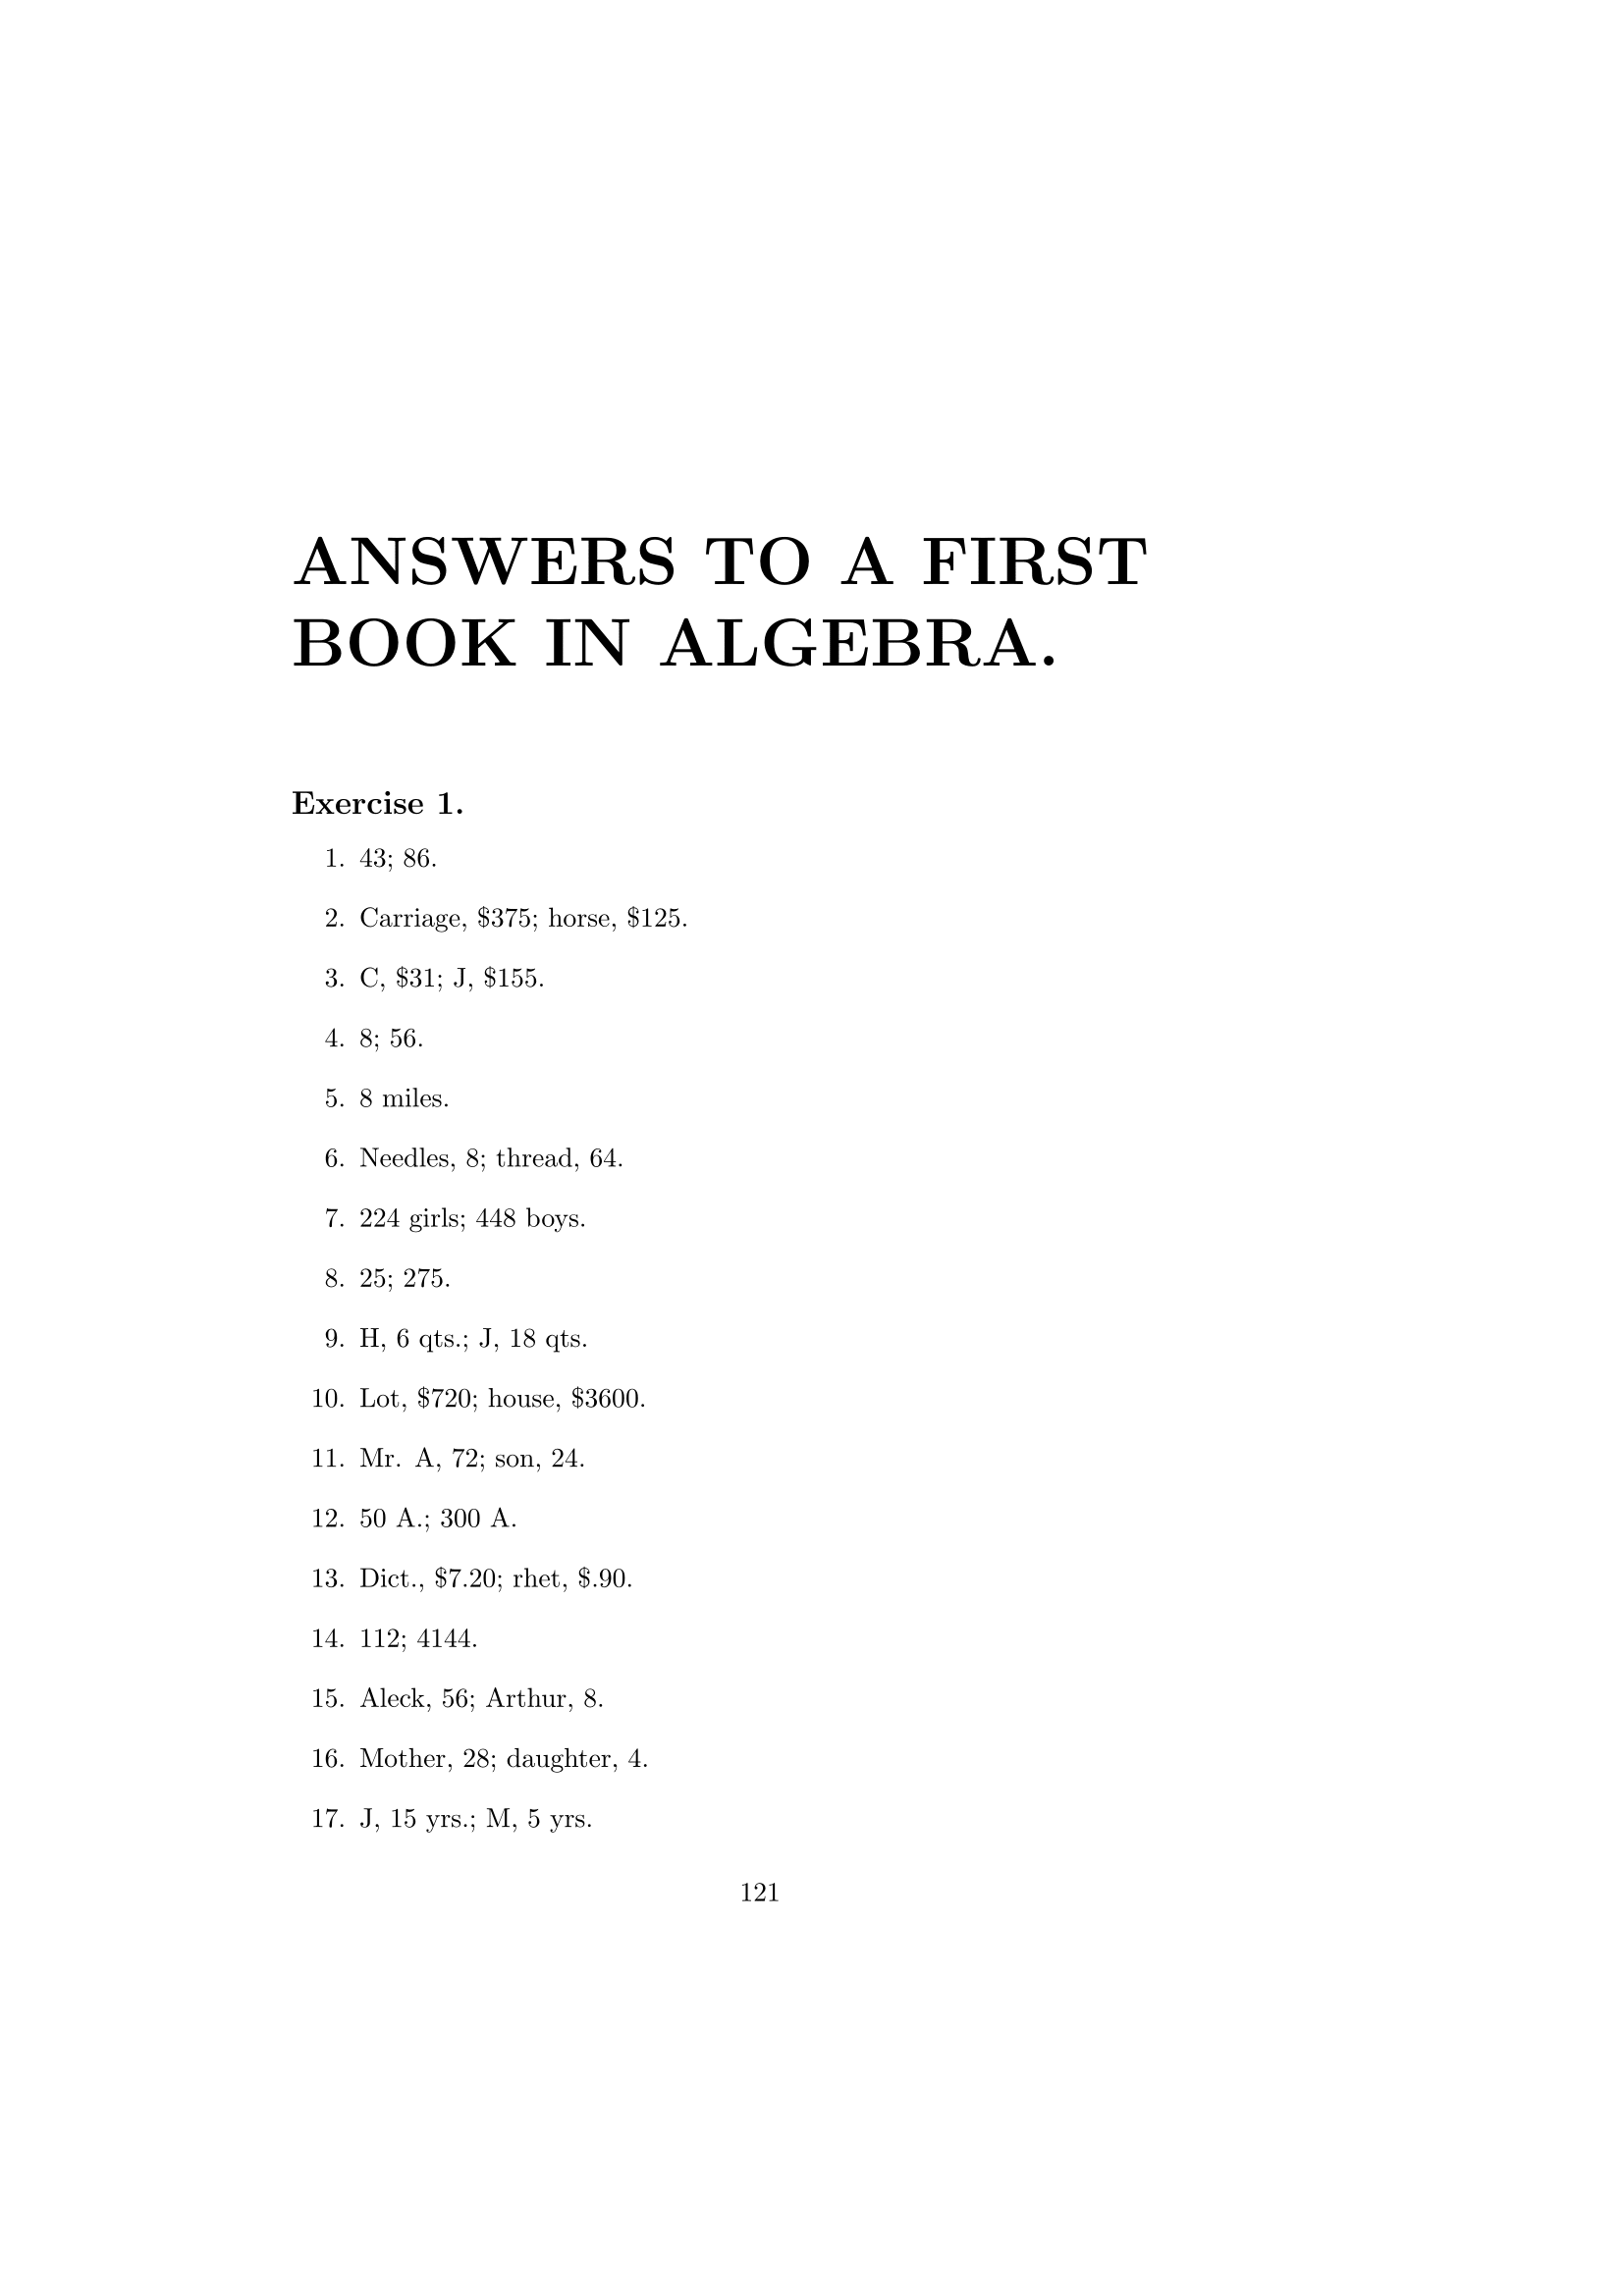 ANSWERS TO A FIRST
BOOK IN ALGEBRA.
Exercise 1.
1. 43; 86.
2. Carriage, $375; horse, $125.
3. C, $31; J, $155.
4. 8; 56.
5. 8 miles.
6. Needles, 8; thread, 64.
7. 224 girls; 448 boys.
8. 25; 275.
9. H, 6 qts.; J, 18 qts.
10. Lot, $720; house, $3600.
11. Mr. A, 72; son, 24.
12. 50 A.; 300 A.
13. Dict., $7.20; rhet, $.90.
14. 112; 4144.
15. Aleck, 56; Arthur, 8.
16. Mother, 28; daughter, 4.
17. J, 15 yrs.; M, 5 yrs.
121